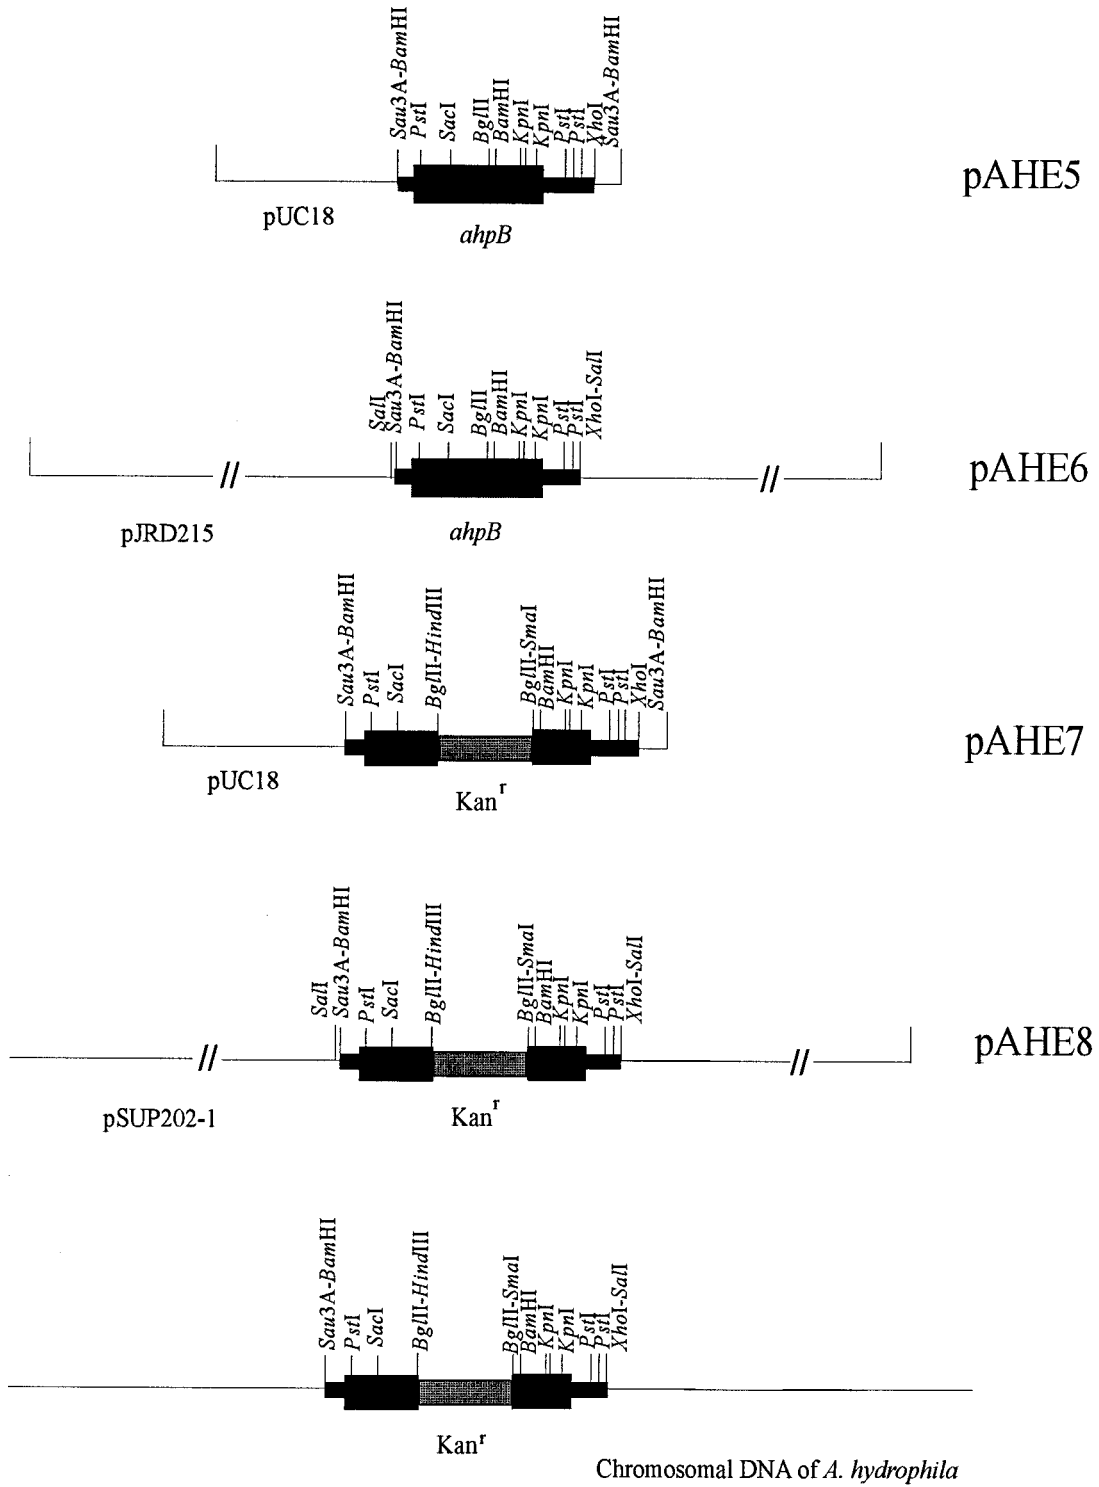 Sau3A-BamHI
PstI
SacI
BglII
BamHI
KpnI
KpnI
PstI
PstI
XhoI
Sau3A-BamHI
pAHE5
pUC18
ahpB
SalI
Sau3A-BamHI
PstI
SacI
BglII
BamHI
KpnI
KpnI
PstI
PstI
XhoI-SalI
pAHE6
pJRD215
ahpB
Sau3A-BamHI
PstI
SacI
BglII-HindIII
BglII-SmaI
BamHI
KpnI
KpnI
PstI
PstI
XhoI
Sau3A-BamHI
pAHE7
pUC18
Kanʳ
SalI
Sau3A-BamHI
PstI
SacI
BglII-HindIII
BglII-SmaI
BamHI
KpnI
KpnI
PstI
PstI
XhoI-SalI
pAHE8
pSUP202-1
Kanʳ
Sau3A-BamHI
PstI
SacI
BglII-HindIII
BglII-SmaI
BamHI
KpnI
KpnI
PstI
PstI
XhoI-SalI
Kanʳ
Chromosomal DNA of A. hydrophila